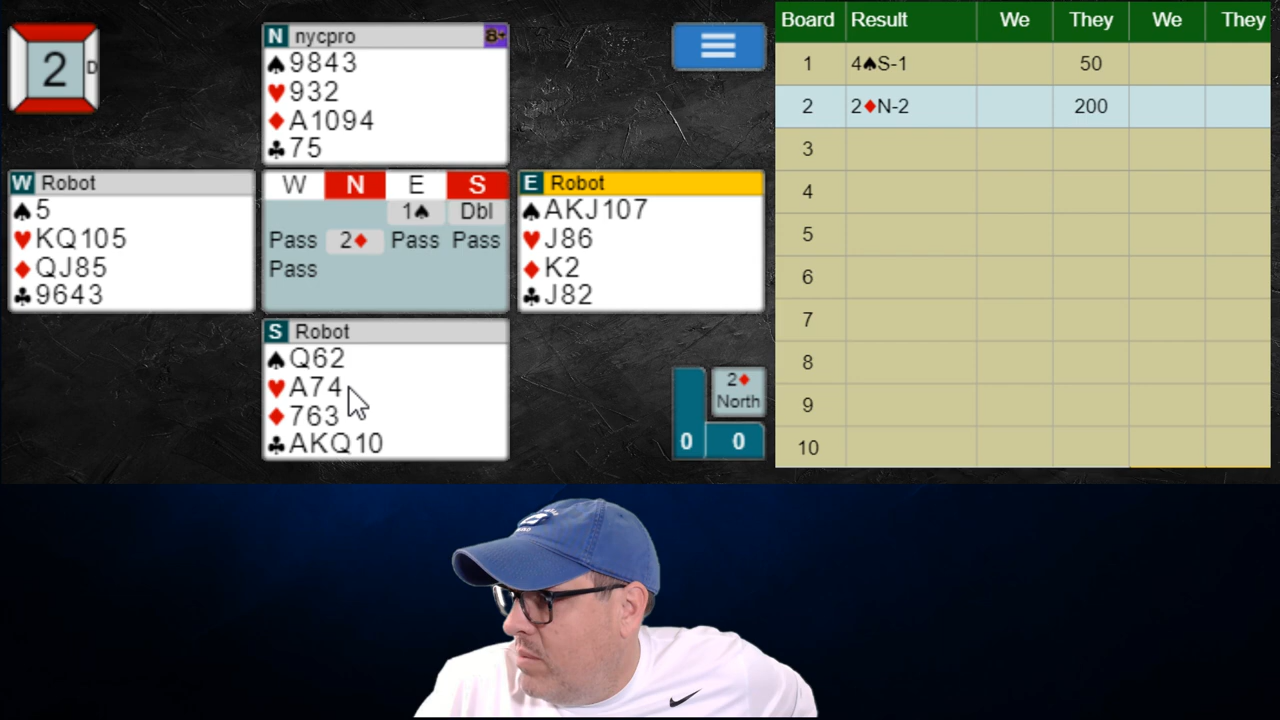 2 D
N nycpro 8+
♠9843
♥932
♦A1094
♣75
W Robot
♠5
♥KQ105
♦QJ85
♣9643
W N E S
1♠ Dbl
Pass 2♦ Pass Pass
Pass
E Robot
♠AKJ107
♥J86
♦K2
♣J82
S Robot
♠Q62
♥A74
♦763
♣AKQ10
2♦
North
0 0
Board Result We They We They
1 4♠S-1 50
2 2♦N-2 200
3
4
5
6
7
8
9
10